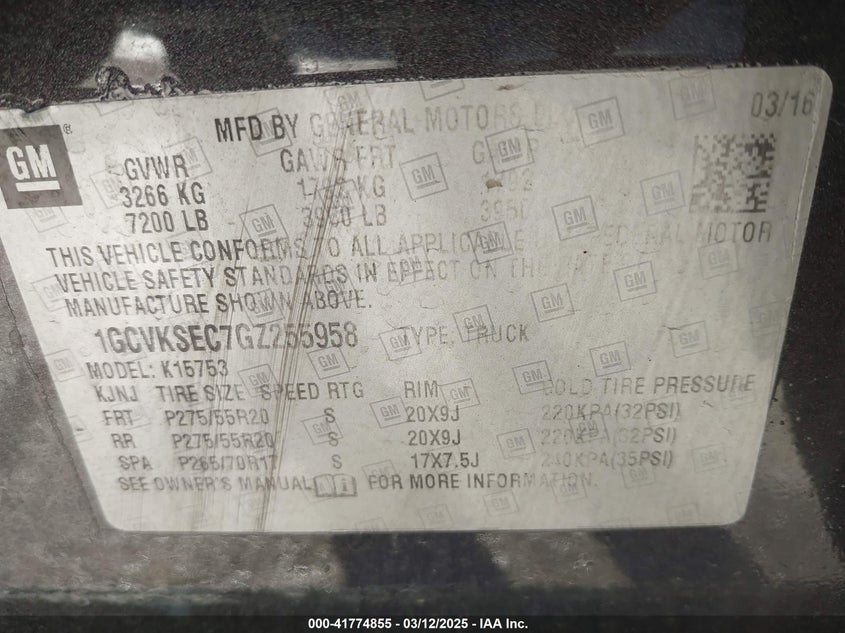 MFD BY GENERAL MOTORS
03/16
GM
GVWR GAWR FRT
3266 KG KG
7200 LB LB
THIS VEHICLE CONFORMS TO ALL APPLICABLE FEDERAL MOTOR
VEHICLE SAFETY STANDARDS IN EFFECT ON THE DATE
MANUFACTURE SHOWN ABOVE.
1GCVKSEC7GZ255958 TYPE: TRUCK
MODEL: K15753
KJNJ TIRE SIZE SPEED RTG RIM COLD TIRE PRESSURE
FRT P275/55R20 S 20X9J 220KPA(32PSI)
RR P275/55R20 S 20X9J 220KPA(32PSI)
SPA P265/70R17 S 17X7.5J 240KPA(35PSI)
SEE OWNER'S MANUAL FOR MORE INFORMATION.
000-41774855 - 03/12/2025 - IAA Inc.